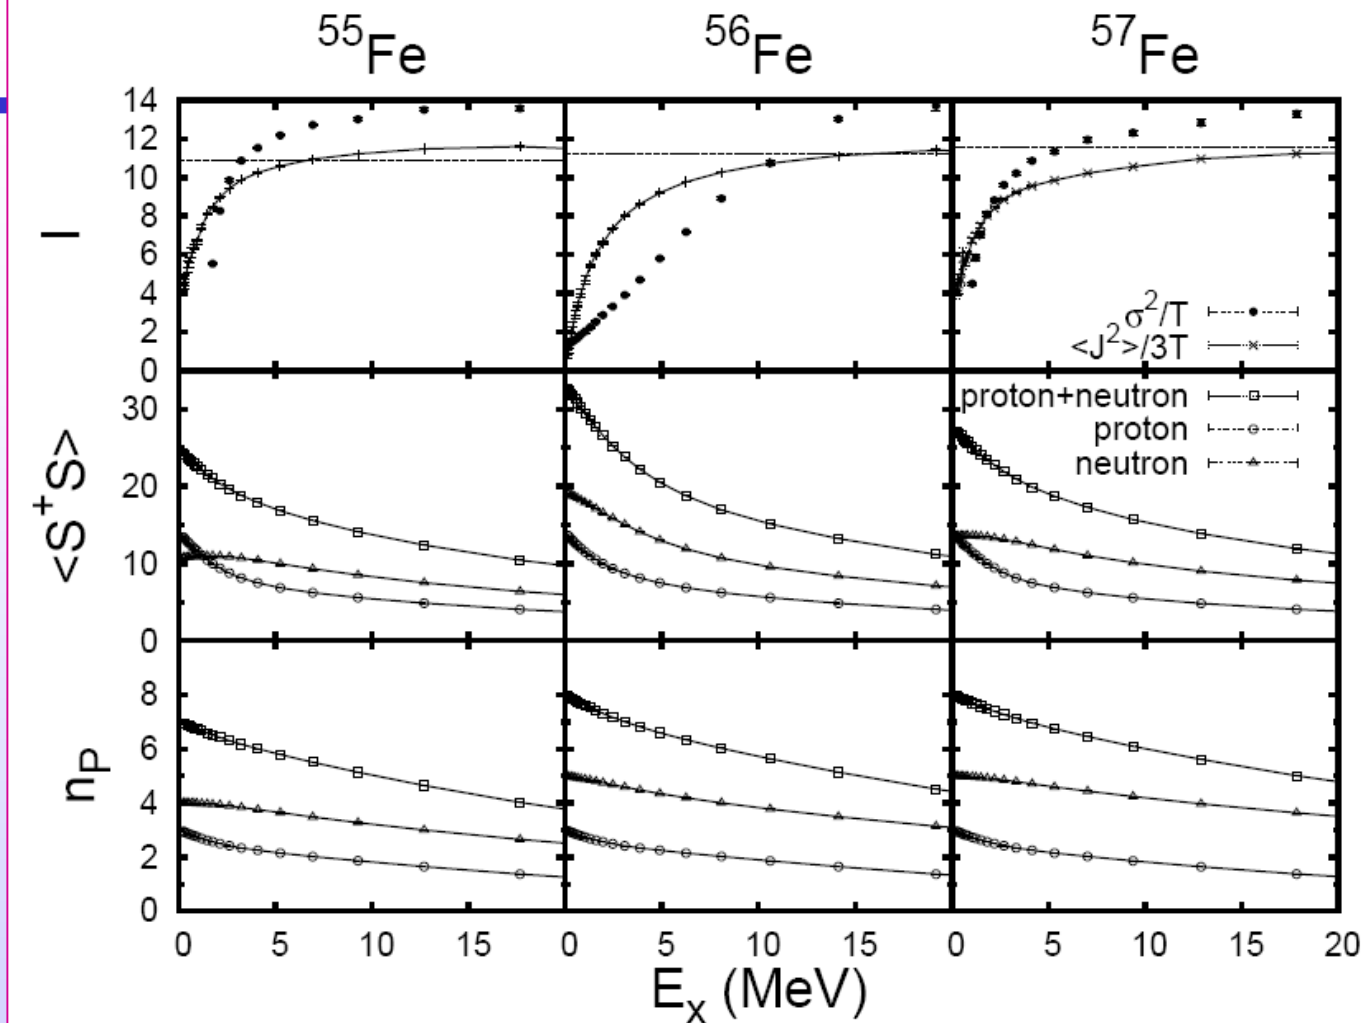 ⁵⁵Fe ⁵⁶Fe ⁵⁷Fe
14
12
10
8
6
4
2
0
I
σ²/T
<J²>/3T
30
20
10
0
<S⁺S>
proton+neutron
proton
neutron
8
6
4
2
0
nₚ
0 5 10 15 0 5 10 15 0 5 10 15 20
Eₓ (MeV)